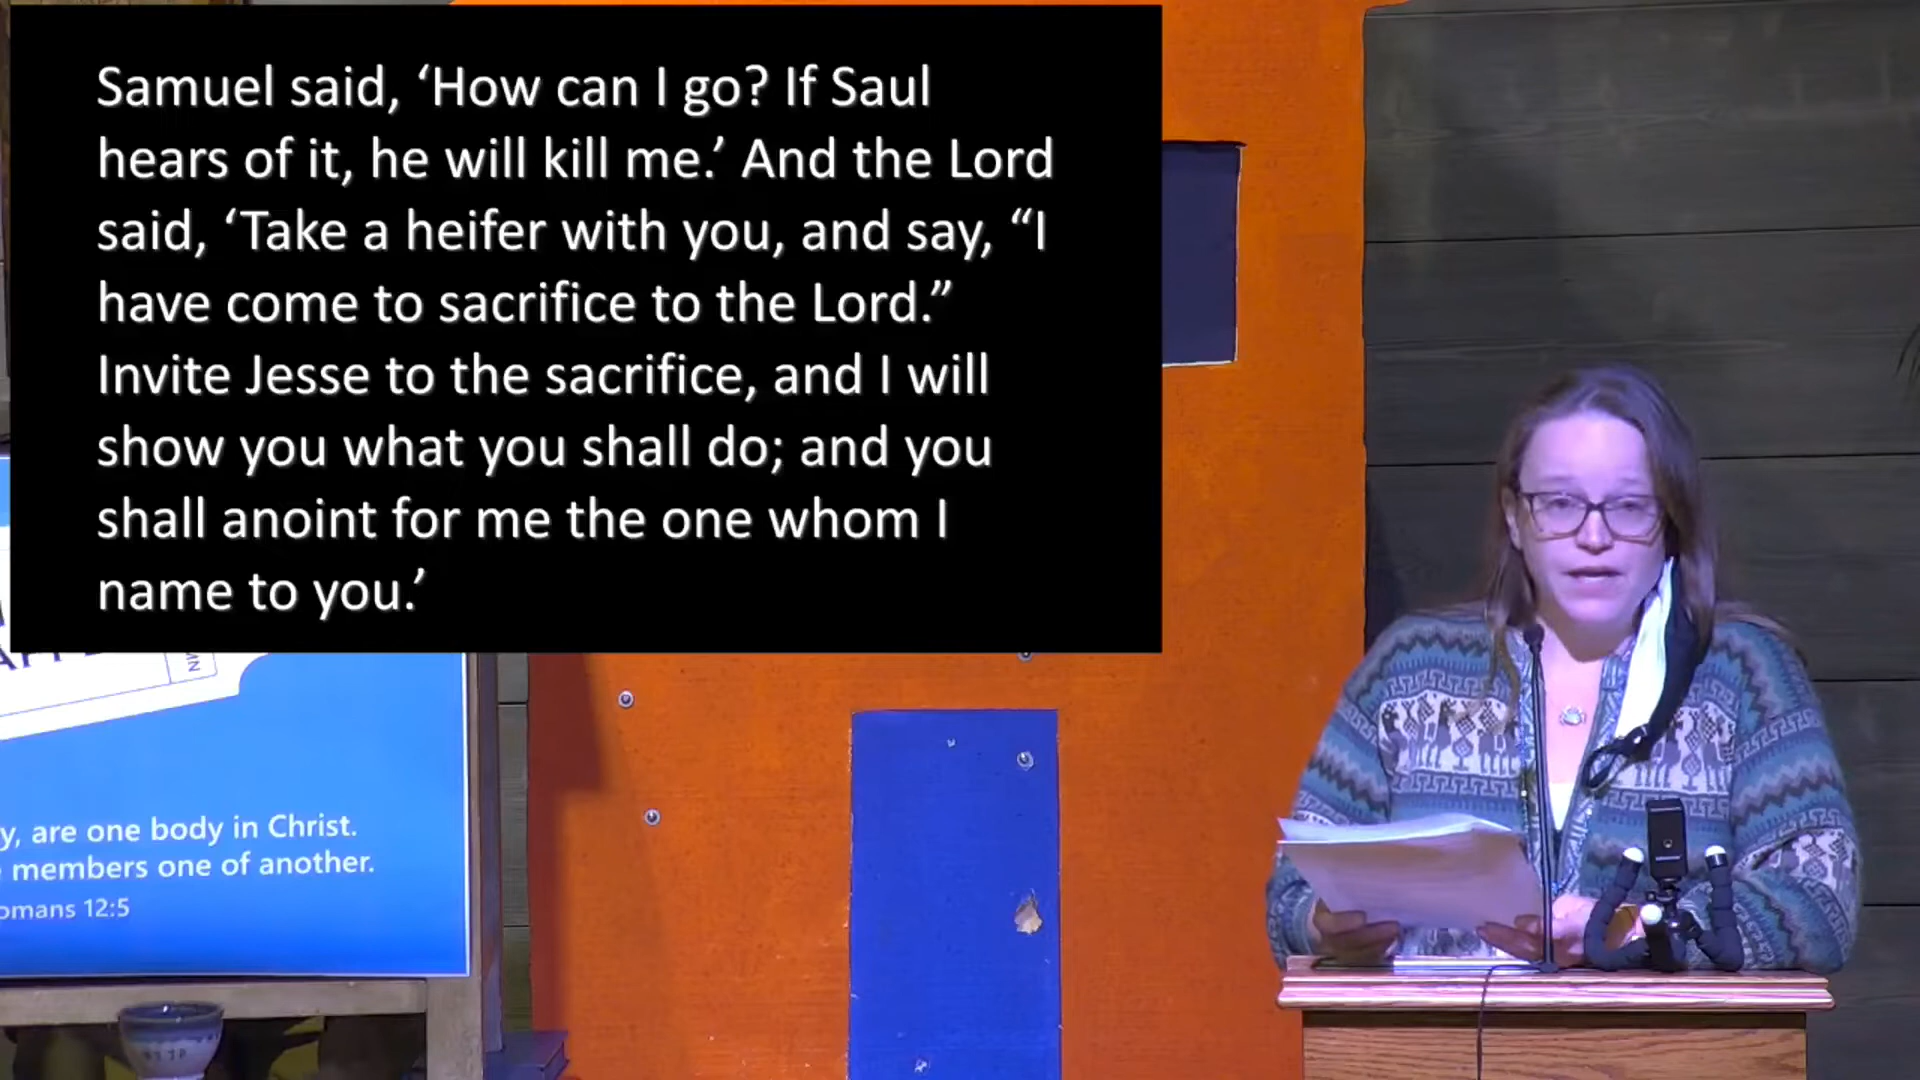 Samuel said, ‘How can I go? If Saul
hears of it, he will kill me.’ And the Lord
said, ‘Take a heifer with you, and say, “I
have come to sacrifice to the Lord.”
Invite Jesse to the sacrifice, and I will
show you what you shall do; and you
shall anoint for me the one whom I
name to you.’
are one body in Christ.
members one of another.
12:5